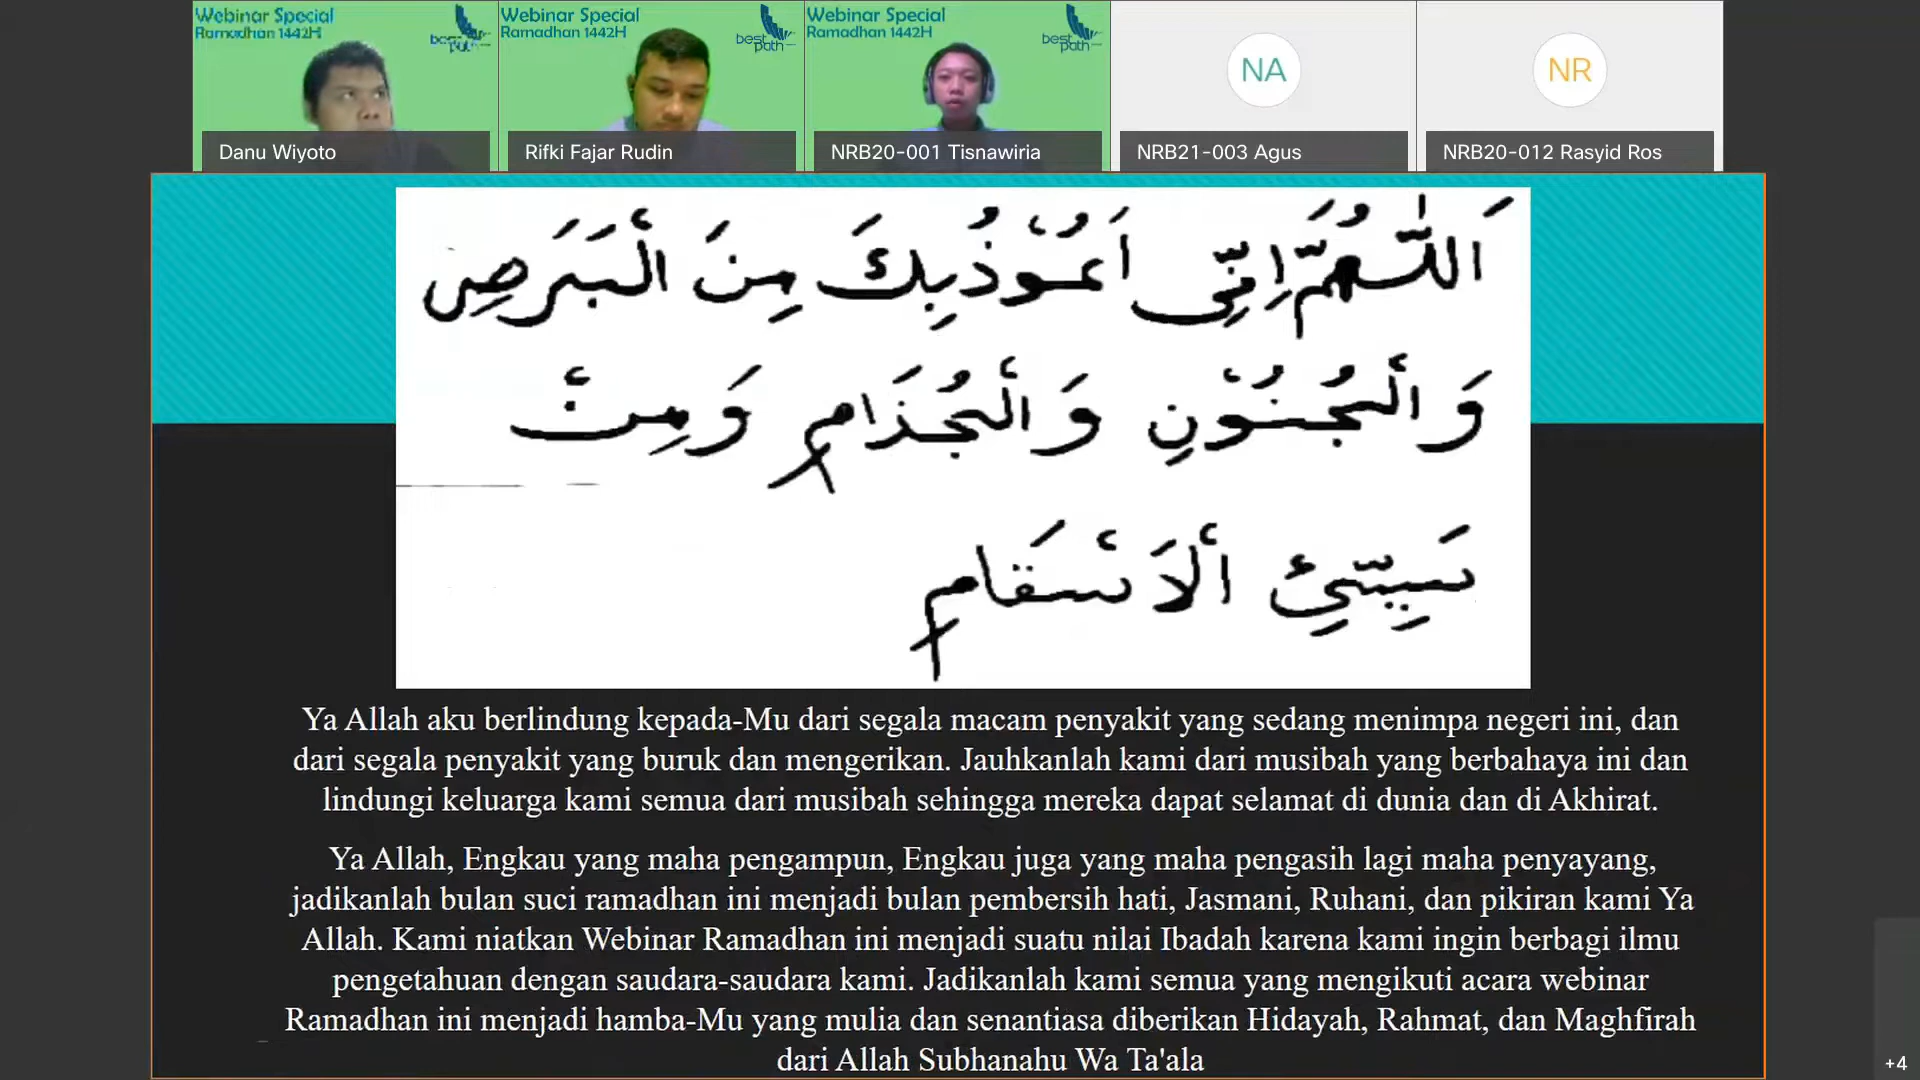 Webinar Special
Ramadhan 1442H
best path
Danu Wiyoto
Webinar Special
Ramadhan 1442H
best path
Rifki Fajar Rudin
Webinar Special
Ramadhan 1442H
best path
NRB20-001 Tisnawiria
NA
NRB21-003 Agus
NR
NRB20-012 Rasyid Ros
اَللّٰهُمَّ اِنِّى اَعُوْذُبِكَ مِنَ الْبَرَصِ
وَالْجُنُوْنِ وَالْجُذَامِ وَمِنْ
سَيِّئِ الْاَسْقَامِ
Ya Allah aku berlindung kepada-Mu dari segala macam penyakit yang sedang menimpa negeri ini, dan
dari segala penyakit yang buruk dan mengerikan. Jauhkanlah kami dari musibah yang berbahaya ini dan
lindungi keluarga kami semua dari musibah sehingga mereka dapat selamat di dunia dan di Akhirat.
Ya Allah, Engkau yang maha pengampun, Engkau juga yang maha pengasih lagi maha penyayang,
jadikanlah bulan suci ramadhan ini menjadi bulan pembersih hati, Jasmani, Ruhani, dan pikiran kami Ya
Allah. Kami niatkan Webinar Ramadhan ini menjadi suatu nilai Ibadah karena kami ingin berbagi ilmu
pengetahuan dengan saudara-saudara kami. Jadikanlah kami semua yang mengikuti acara webinar
Ramadhan ini menjadi hamba-Mu yang mulia dan senantiasa diberikan Hidayah, Rahmat, dan Maghfirah
dari Allah Subhanahu Wa Ta'ala
+4